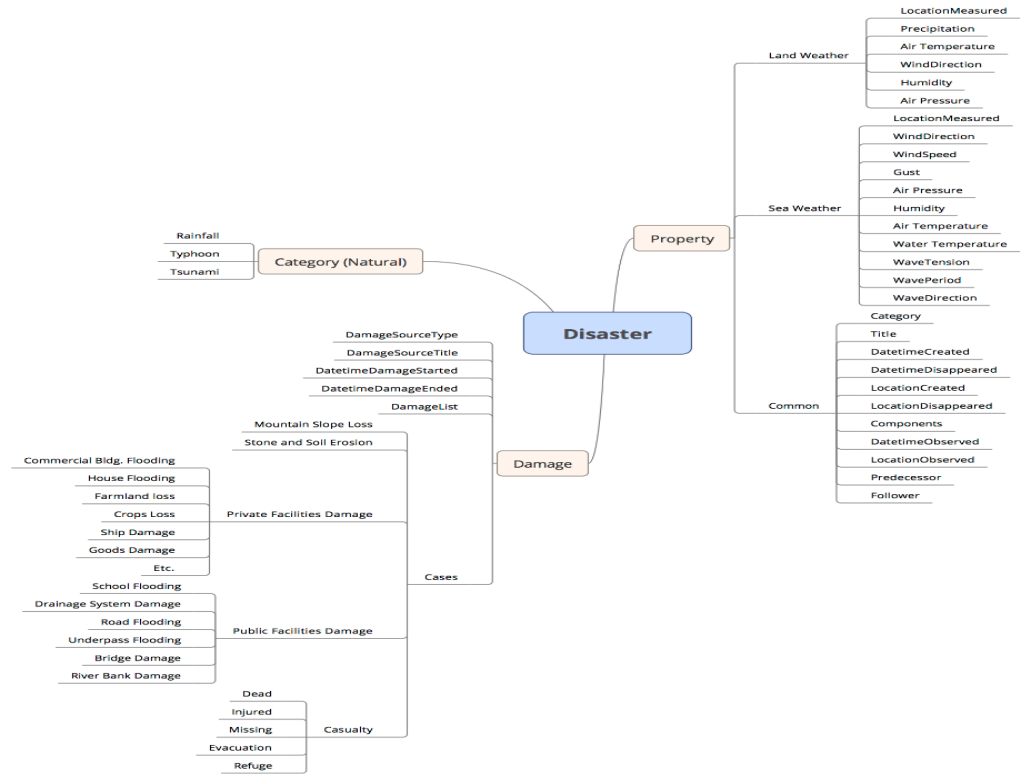 Disaster
Category (Natural)
Rainfall
Typhoon
Tsunami
Property
Land Weather
LocationMeasured
Precipitation
Air Temperature
WindDirection
Humidity
Air Pressure
Sea Weather
LocationMeasured
WindDirection
WindSpeed
Gust
Air Pressure
Humidity
Air Temperature
Water Temperature
WaveTension
WavePeriod
WaveDirection
Common
Category
Title
DatetimeCreated
DatetimeDisappeared
LocationCreated
LocationDisappeared
Components
DatetimeObserved
LocationObserved
Predecessor
Follower
Damage
DamageSourceType
DamageSourceTitle
DatetimeDamageStarted
DatetimeDamageEnded
DamageList
Cases
Mountain Slope Loss
Stone and Soil Erosion
Private Facilities Damage
Commercial Bldg. Flooding
House Flooding
Farmland loss
Crops Loss
Ship Damage
Goods Damage
Etc.
Public Facilities Damage
School Flooding
Drainage System Damage
Road Flooding
Underpass Flooding
Bridge Damage
River Bank Damage
Casualty
Dead
Injured
Missing
Evacuation
Refuge